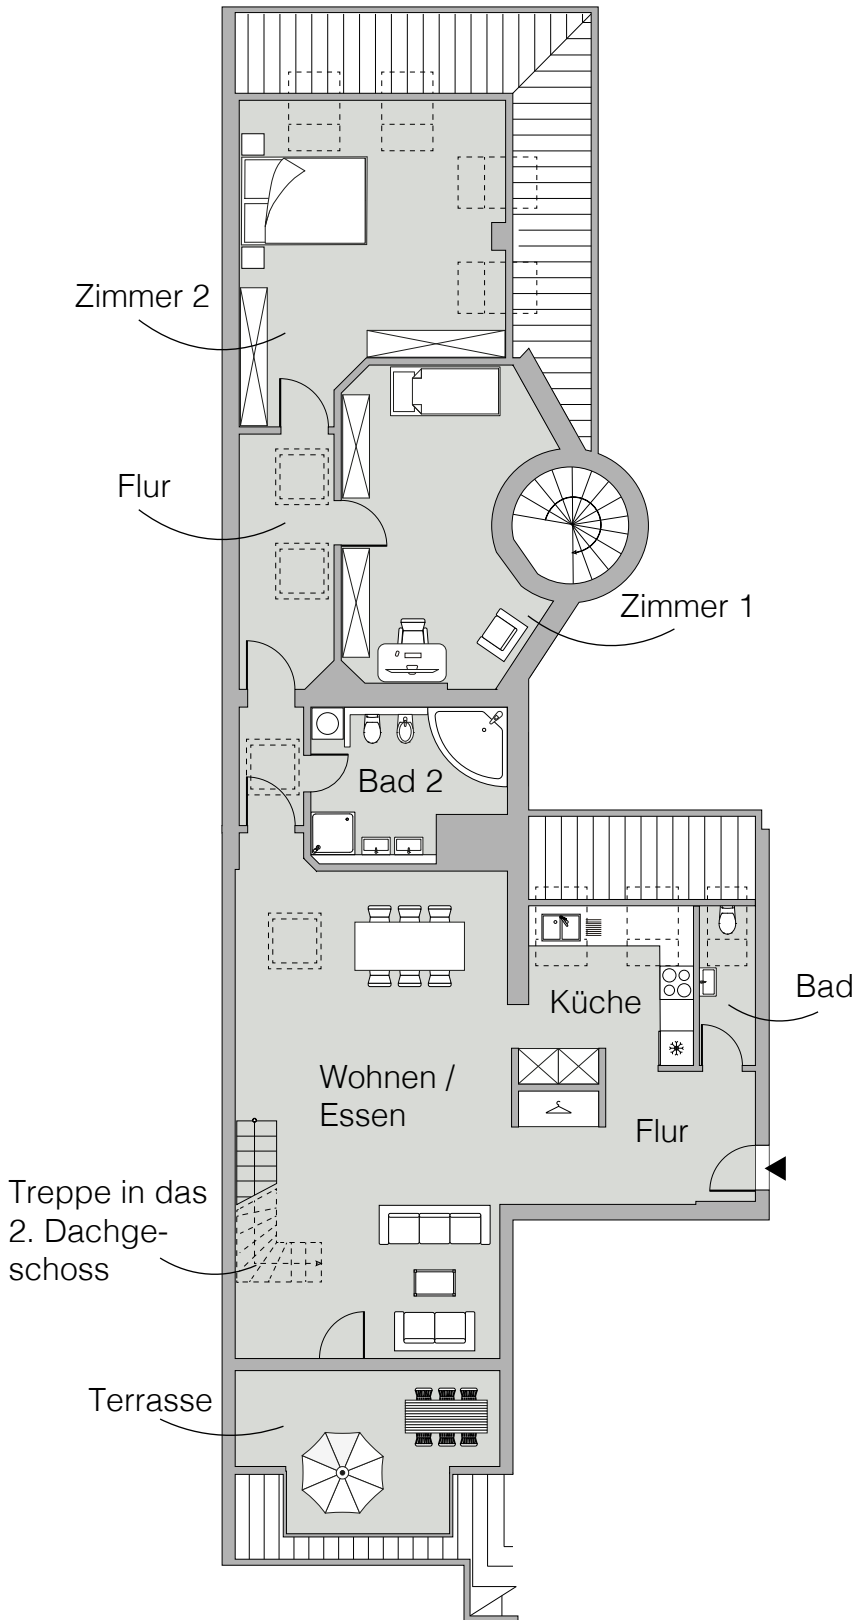 Zimmer 2
Flur
Zimmer 1
Bad 2
Küche
Bad
Wohnen /
Essen
Flur
Treppe in das
2. Dachge-
schoss
Terrasse